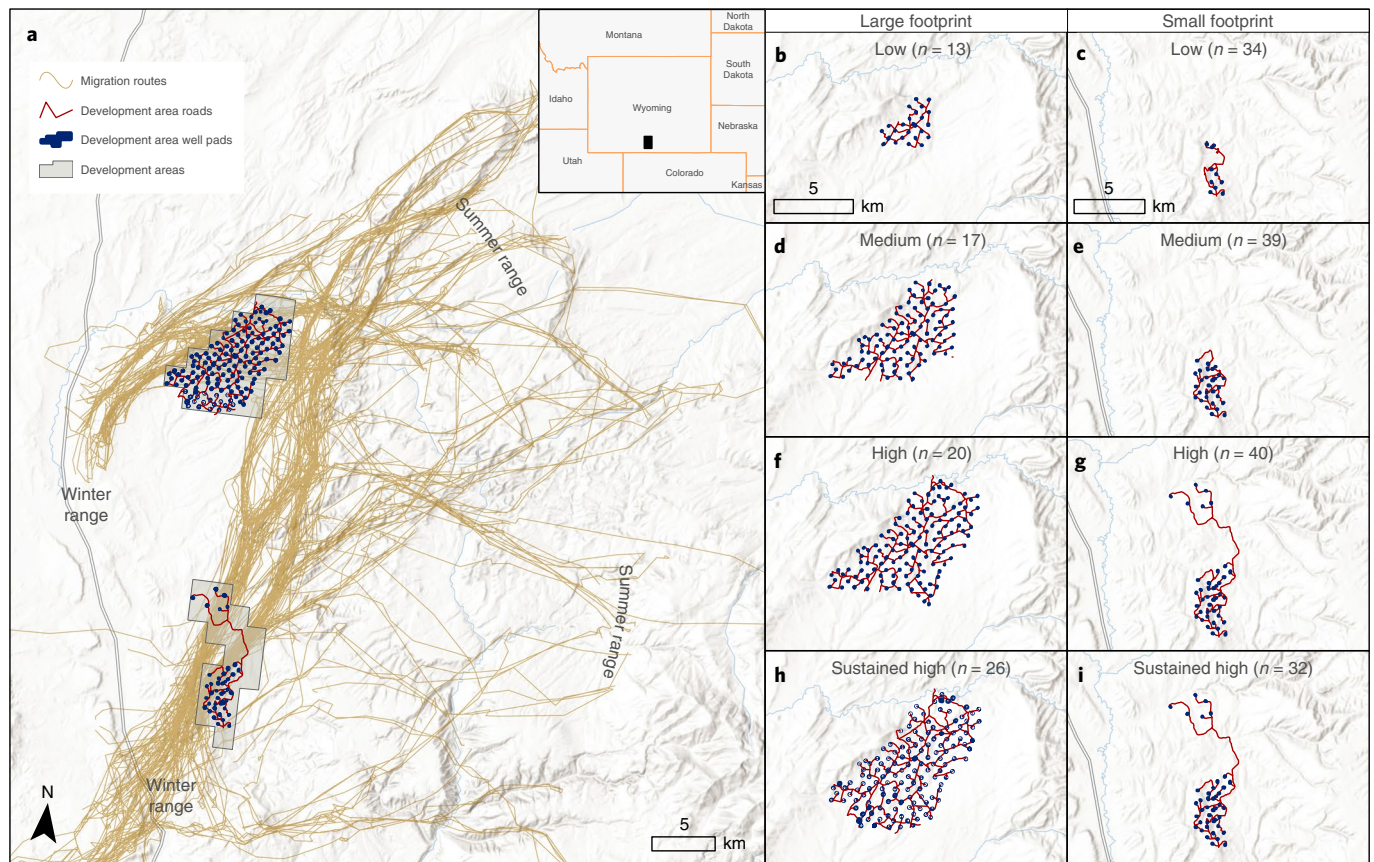 a
Migration routes
Development area roads
Development area well pads
Development areas
Montana
North
Dakota
South
Dakota
Idaho
Wyoming
Nebraska
Utah
Colorado
Kansas
Summer range
Winter
range
Summer range
Winter
range
N
5
km
Large footprint
Small footprint
b
Low (n = 13)
5
km
c
Low (n = 34)
5
km
d
Medium (n = 17)
e
Medium (n = 39)
f
High (n = 20)
g
High (n = 40)
h
Sustained high (n = 26)
i
Sustained high (n = 32)